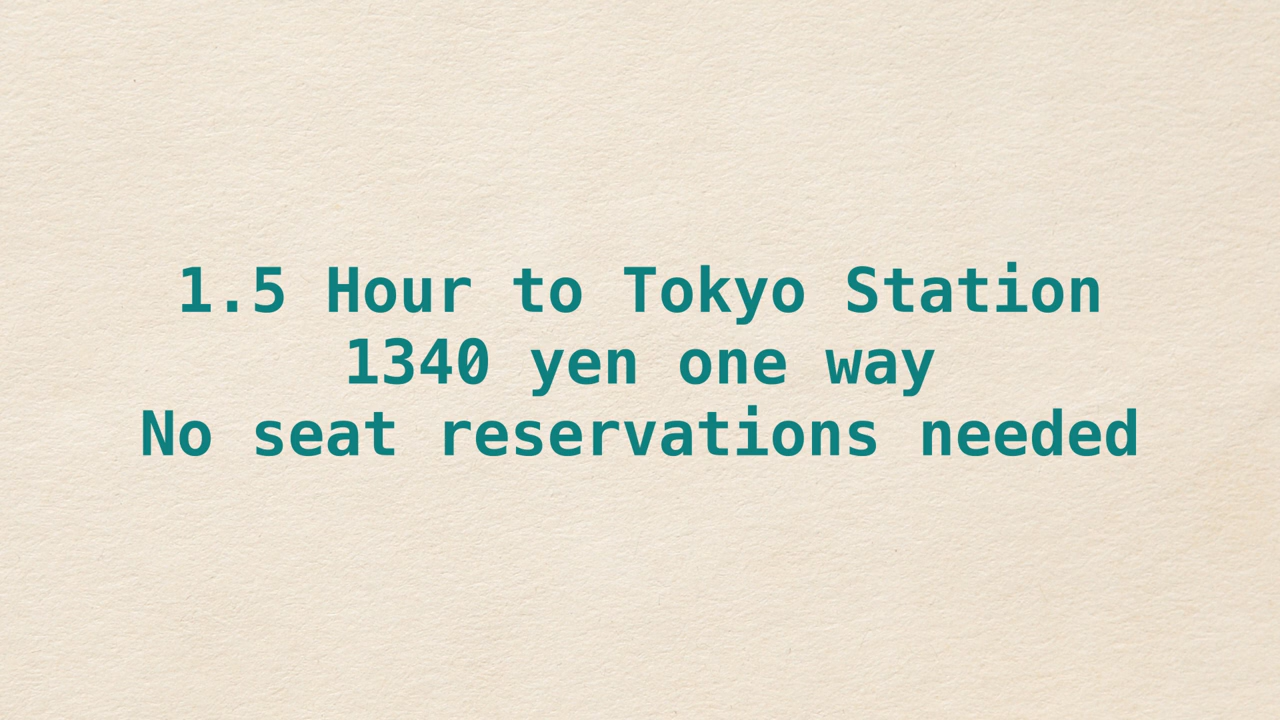 1.5 Hour to Tokyo Station
1340 yen one way
No seat reservations needed